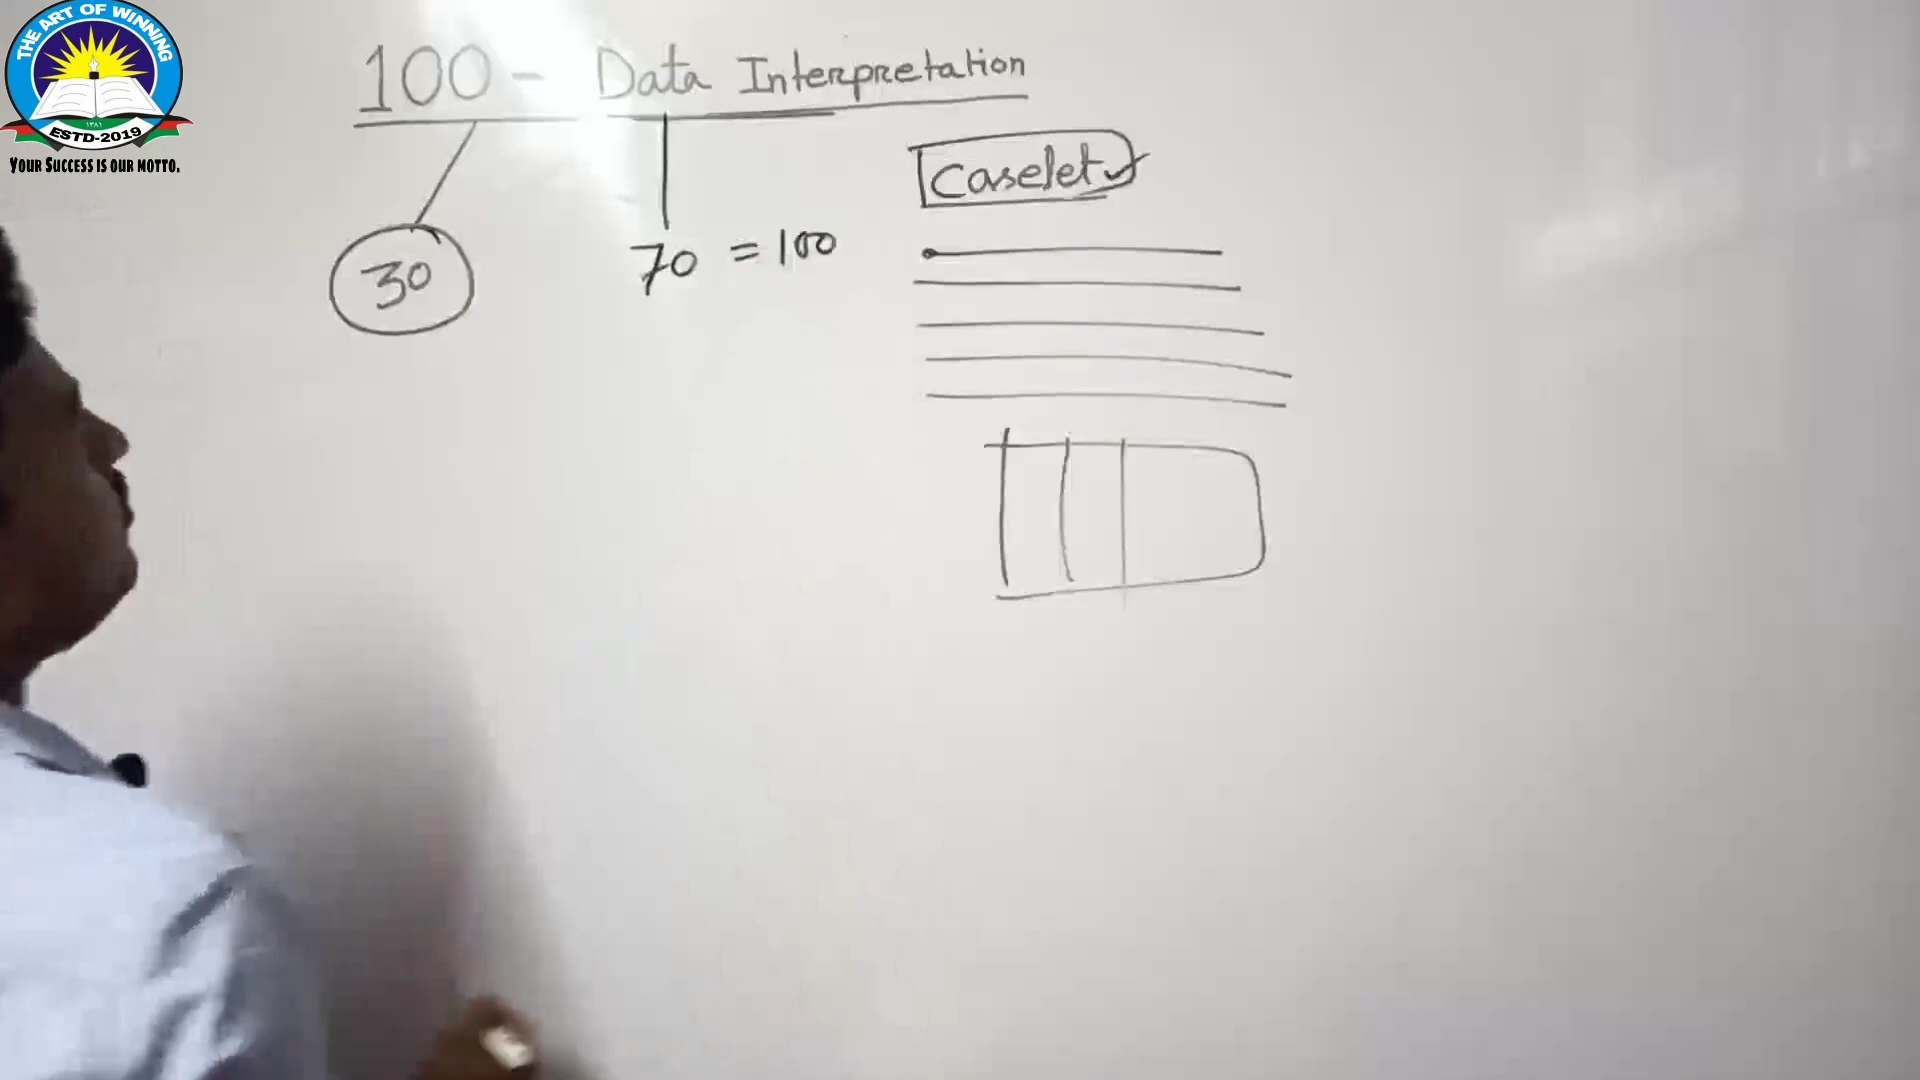 THE ART OF WINNING
ESTD-2019
YOUR SUCCESS IS OUR MOTTO.
100 - Data Interpretation
Caselet
30
70 = 100